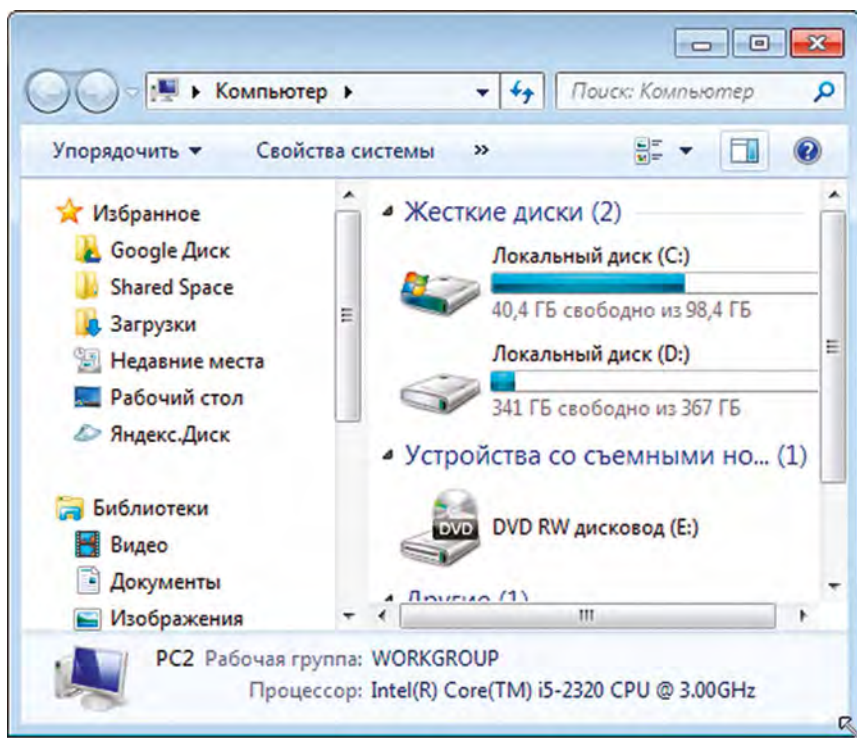 Компьютер
Поиск: Компьютер
Упорядочить
Свойства системы »
Избранное
Google Диск
Shared Space
Загрузки
Недавние места
Рабочий стол
Яндекс.Диск
Библиотеки
Видео
Документы
Изображения
Жесткие диски (2)
Локальный диск (C:)
40,4 ГБ свободно из 98,4 ГБ
Локальный диск (D:)
341 ГБ свободно из 367 ГБ
Устройства со съемными но... (1)
DVD
DVD RW дисковод (E:)
Другие (1)
PC2 Рабочая группа: WORKGROUP
Процессор: Intel(R) Core(TM) i5-2320 CPU @ 3.00GHz